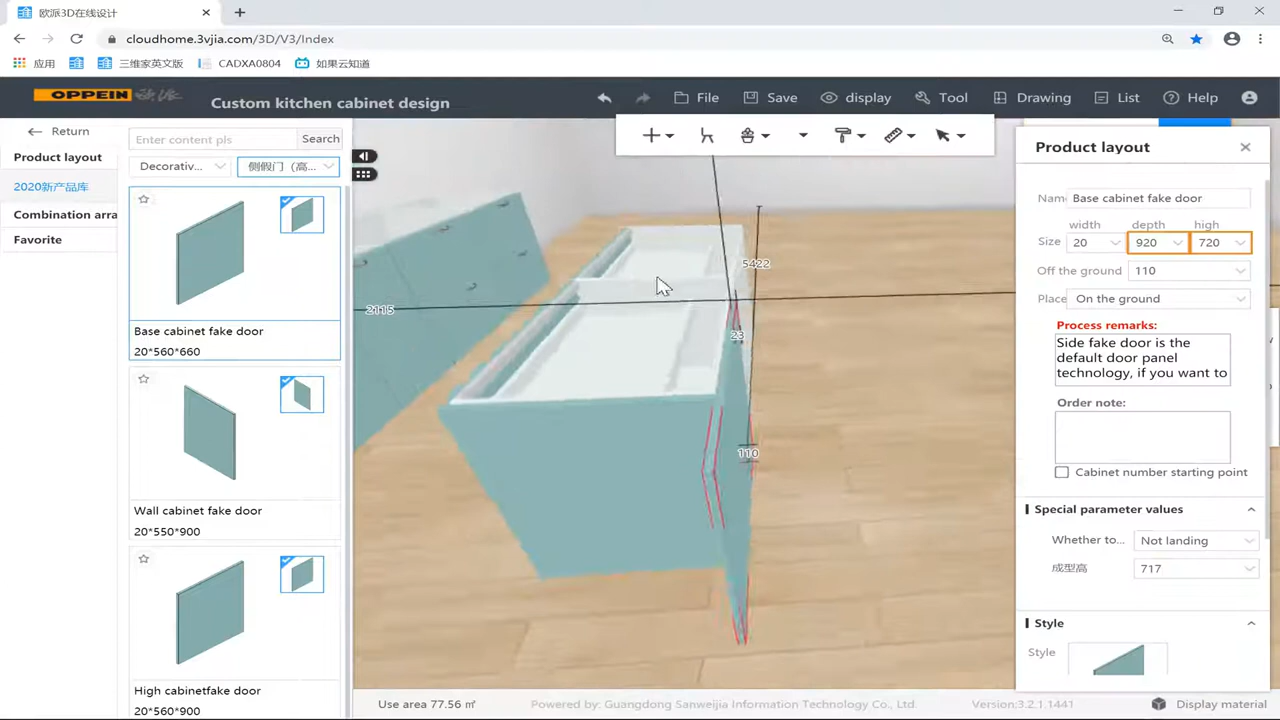 欧派3D在线设计
cloudhome.3vjia.com/3D/V3/Index
应用
三维家英文版
CADXA0804
如果云知道
OPPEIN
Custom kitchen cabinet design
File
Save
display
Tool
Drawing
List
Help
Return
Product layout
2020新产品库
Combination arra
Favorite
Enter content pls
Search
Decorativ...
侧假门（高...
Base cabinet fake door
20*560*660
Wall cabinet fake door
20*550*900
High cabinetfake door
20*560*900
2115
5422
23
110
Product layout
Name
Base cabinet fake door
width
depth
high
Size
20
920
720
Off the ground
110
Place
On the ground
Process remarks:
Side fake door is the
default door panel
technology, if you want to
Order note:
Cabinet number starting point
Special parameter values
Whether to...
Not landing
成型高
717
Style
Style
Use area 77.56 ㎡
Powered by: Guangdong Sanweijia Information Technology Co., Ltd.
Version:3.2.1.1441
Display material